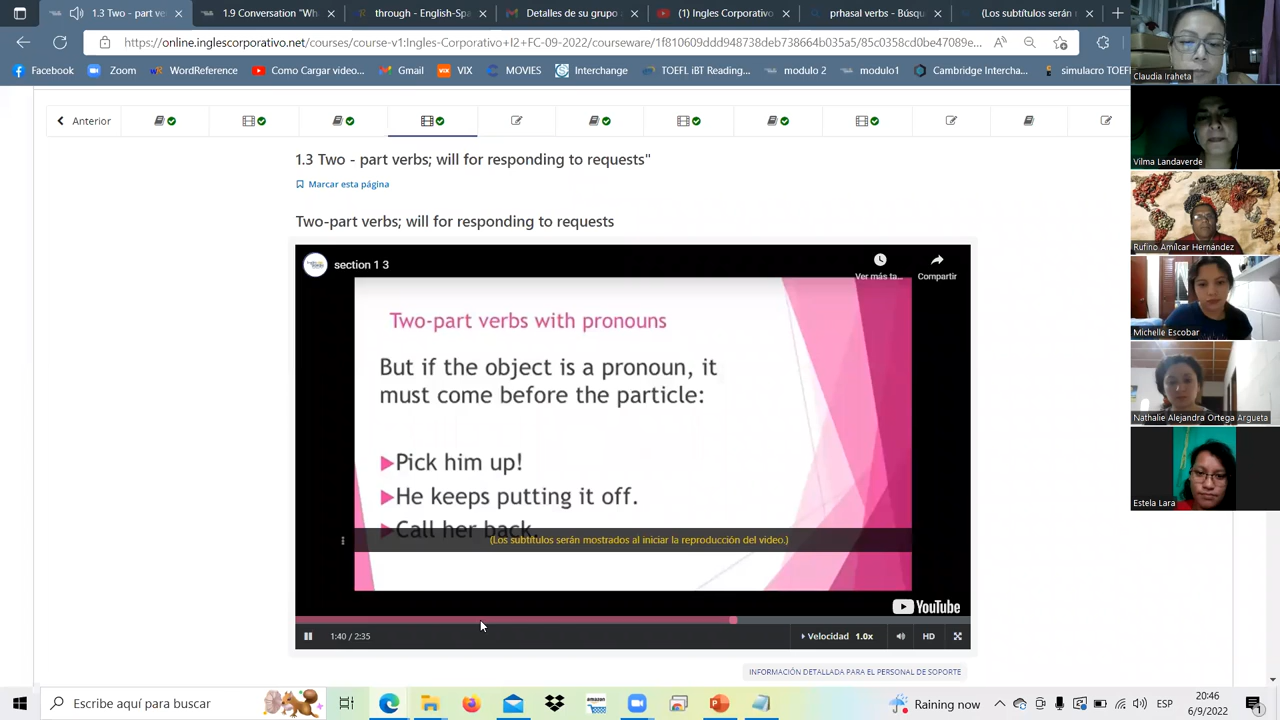 1.3 Two - part ver
1.9 Conversation "Wh
prhase 3 - English-Spa
Detalles de su grupo
(1) Ingles Corporativo
prhasal verbs - Búsqu
(Los subtítulos serán
https://online.inglescorporativo.net/courses/course-v1:Ingles-Corporativo+I2+FC-09-2022/courseware/1f810609ddd948738deb738664b035a5/85c0358cd0be47089e...
Facebook
Zoom
WordReference
Como Cargar video...
Gmail
VIX
MOVIES
Interchange
TOEFL iBT Reading...
modulo 2
modulo1
Cambridge Intercha...
simulacro TOEFL
Anterior
1.3 Two - part verbs; will for responding to requests"
Marcar esta página
Two-part verbs; will for responding to requests
section 1 3
Ver más ta...
Compartir
Two-part verbs with pronouns
But if the object is a pronoun, it
must come before the particle:
Pick him up!
He keeps putting it off.
Call her back.
(Los subtítulos serán mostrados al iniciar la reproducción del video.)
YouTube
1:40 / 2:35
Velocidad 1.0x
HD
INFORMACIÓN DETALLADA PARA EL PERSONAL DE SOPORTE
Claudia Iraheta
Vilma Landaverde
Rufino Amílcar Hernández
Michelle Escobar
Nathalie Alejandra Ortega Argueta
Estela Lara
Escribe aquí para buscar
Raining now
ESP
20:46
6/9/2022